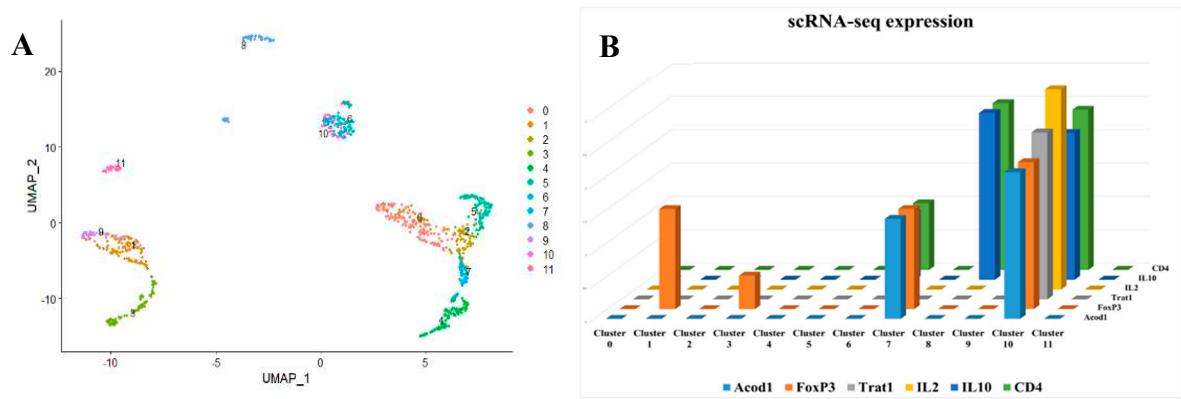 A
20
10
0
-10
UMAP_2
-10
-5
0
5
UMAP_1
8
6
10
11
9
1
3
0
5
2
7
0
1
2
3
4
5
6
7
8
9
10
11
B
scRNA-seq expression
CD4
IL10
IL2
Trat1
FoxP3
Acod1
Cluster Cluster Cluster Cluster Cluster Cluster Cluster Cluster Cluster Cluster Cluster Cluster
0 1 2 3 4 5 6 7 8 9 10 11
Acod1 FoxP3 Trat1 IL2 IL10 CD4